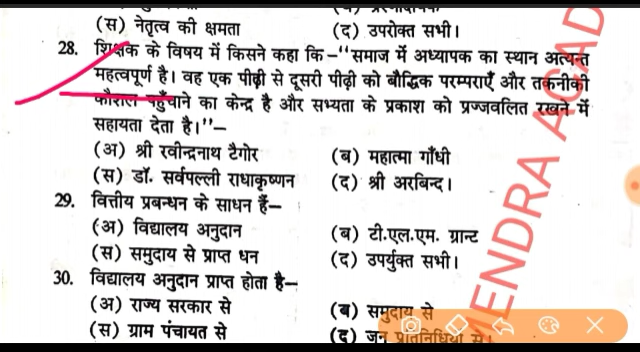 (स) नेतृत्व की क्षमता (द) उपरोक्त सभी।
28. शिक्षक के विषय में किसने कहा कि–"समाज में अध्यापक का स्थान अत्यन्त
महत्वपूर्ण है। वह एक पीढ़ी से दूसरी पीढ़ी को बौद्धिक परम्पराएँ और तकनीकी
कौशल पहुँचाने का केन्द्र है और सभ्यता के प्रकाश को प्रज्जवलित रखने में
सहायता देता है।"–
(अ) श्री रवीन्द्रनाथ टैगोर (ब) महात्मा गाँधी
(स) डॉ. सर्वपल्ली राधाकृष्णन (द) श्री अरबिन्द।
29. वित्तीय प्रबन्धन के साधन हैं–
(अ) विद्यालय अनुदान (ब) टी.एल.एम. ग्रान्ट
(स) समुदाय से प्राप्त धन (द) उपर्युक्त सभी।
30. विद्यालय अनुदान प्राप्त होता है–
(अ) राज्य सरकार से (ब) समुदाय से
(स) ग्राम पंचायत से (द) जन प्रतिनिधियों से।
MENDRA ACAD